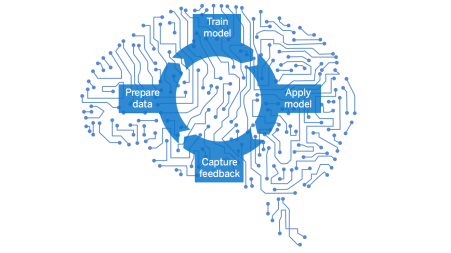 Train
model
Prepare
data
Apply
model
Capture
feedback